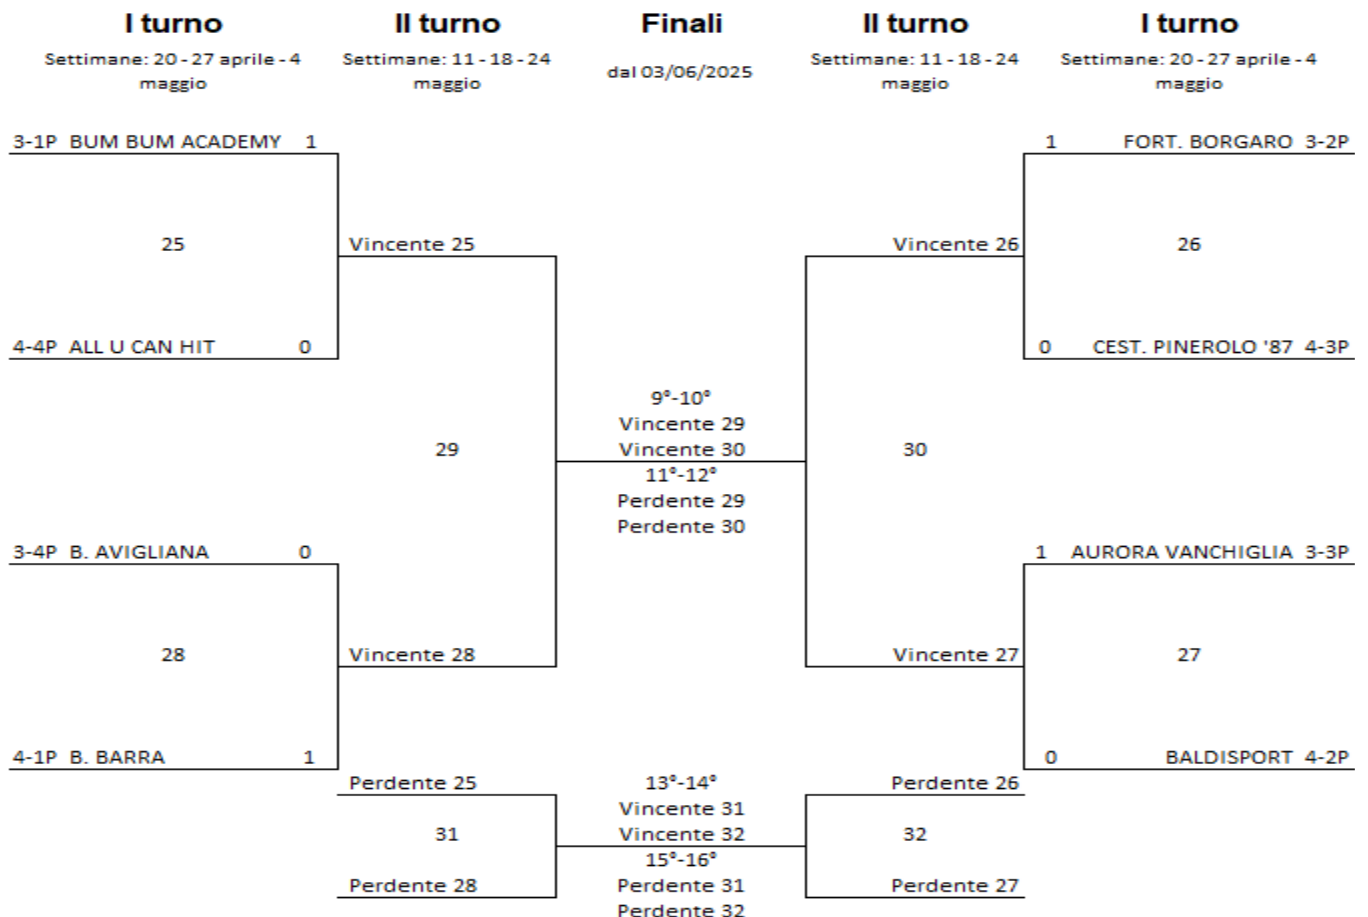 I turno II turno Finali II turno I turno
Settimane: 20 - 27 aprile - 4 maggio
Settimane: 11 - 18 - 24 maggio
dal 03/06/2025
Settimane: 11 - 18 - 24 maggio
Settimane: 20 - 27 aprile - 4 maggio
3-1P BUM BUM ACADEMY 1
1 FORT. BORGARO 3-2P
25 Vincente 25 Vincente 26 26
4-4P ALL U CAN HIT 0
0 CEST. PINEROLO '87 4-3P
9°-10°
Vincente 29
29 Vincente 30 30
11°-12°
Perdente 29
Perdente 30
3-4P B. AVIGLIANA 0
1 AURORA VANCHIGLIA 3-3P
28 Vincente 28 Vincente 27 27
4-1P B. BARRA 1
0 BALDISPORT 4-2P
Perdente 25 13°-14° Perdente 26
Vincente 31
31 Vincente 32 32
15°-16°
Perdente 28 Perdente 31 Perdente 27
Perdente 32